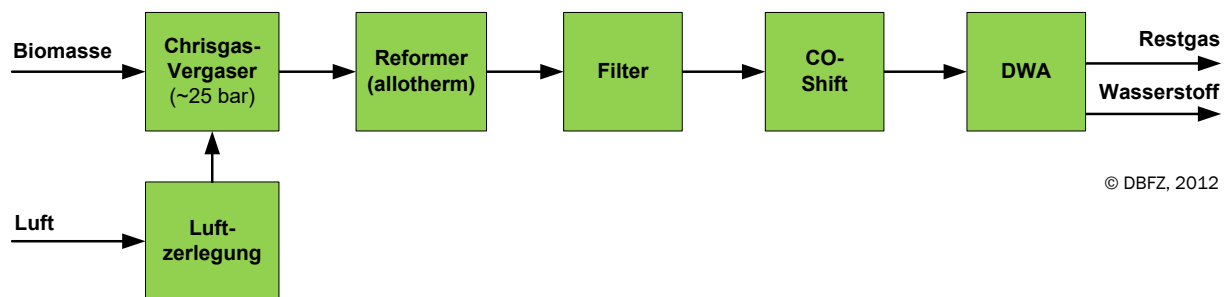 Biomasse
Chrisgas-
Vergaser
(~25 bar)
Reformer
(allotherm)
Filter
CO-
Shift
DWA
Restgas
Wasserstoff
© DBFZ, 2012
Luft
Luft-
zerlegung